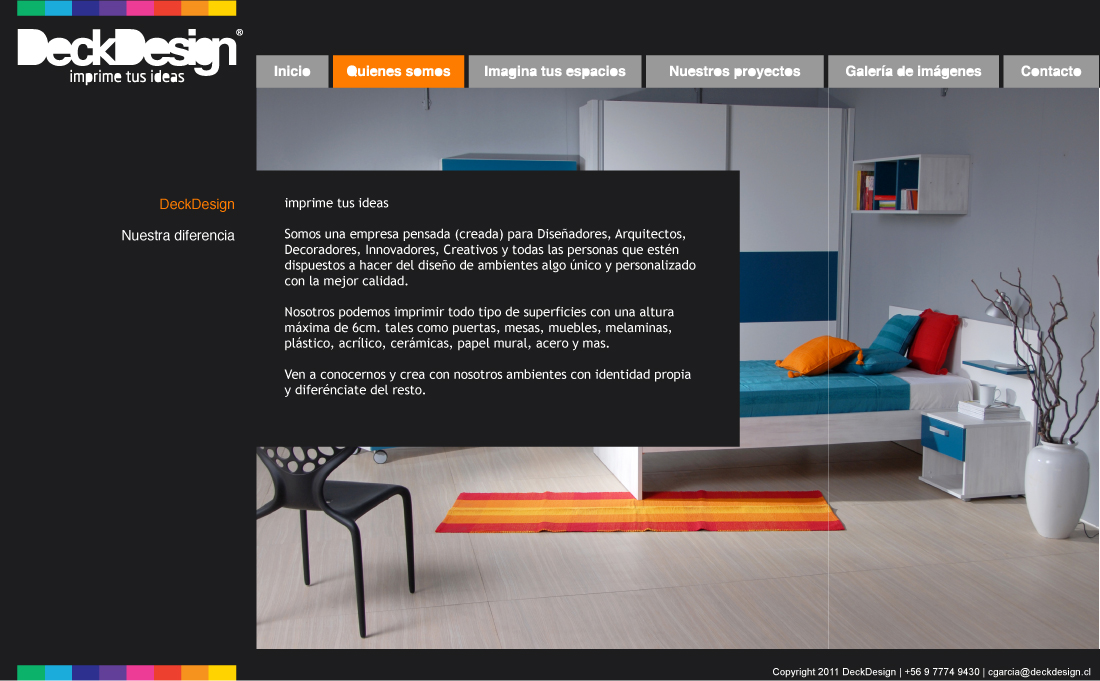 DeckDesign®
imprime tus ideas
Inicio
Quienes somos
Imagina tus espacios
Nuestros proyectos
Galería de imágenes
Contacto
DeckDesign
Nuestra diferencia
imprime tus ideas
Somos una empresa pensada (creada) para Diseñadores, Arquitectos,
Decoradores, Innovadores, Creativos y todas las personas que estén
dispuestos a hacer del diseño de ambientes algo único y personalizado
con la mejor calidad.
Nosotros podemos imprimir todo tipo de superficies con una altura
máxima de 6cm. tales como puertas, mesas, muebles, melaminas,
plástico, acrílico, cerámicas, papel mural, acero y mas.
Ven a conocernos y crea con nosotros ambientes con identidad propia
y diferénciate del resto.
Copyright 2011 DeckDesign | +56 9 7774 9430 | cgarcia@deckdesign.cl